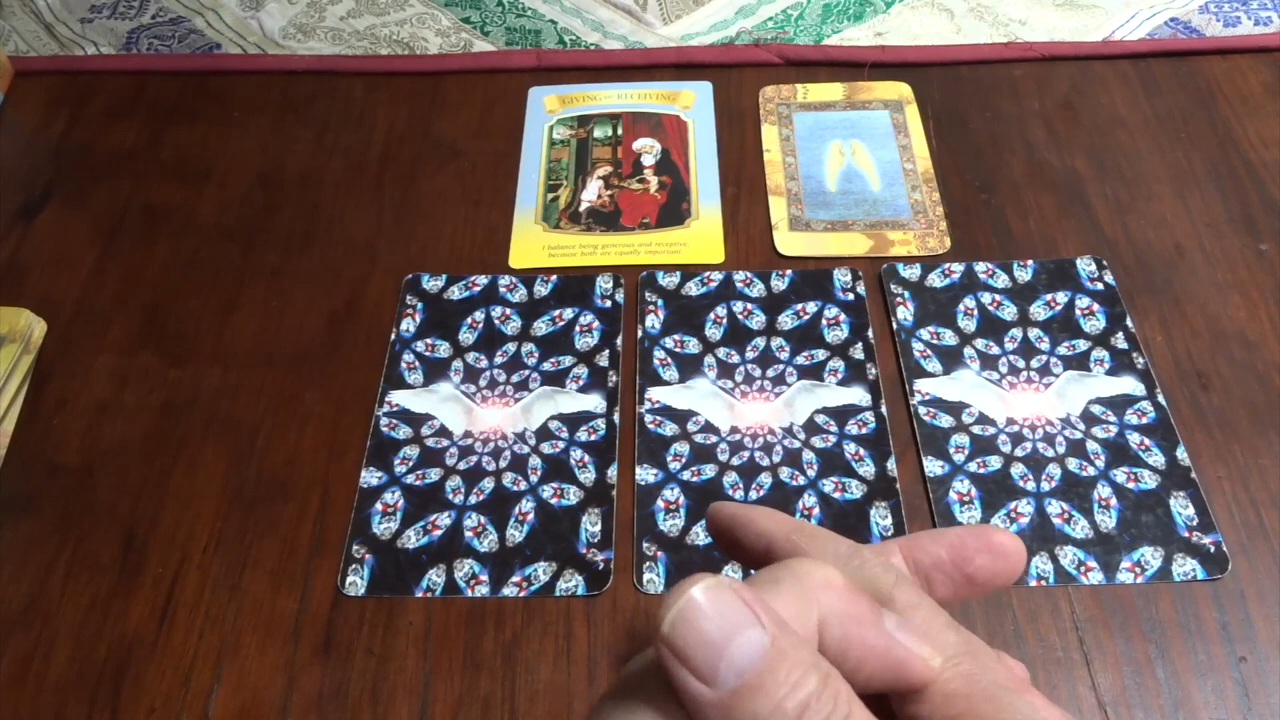 GIVING AND RECEIVING
I balance being generous and receptive,
because both are equally important.